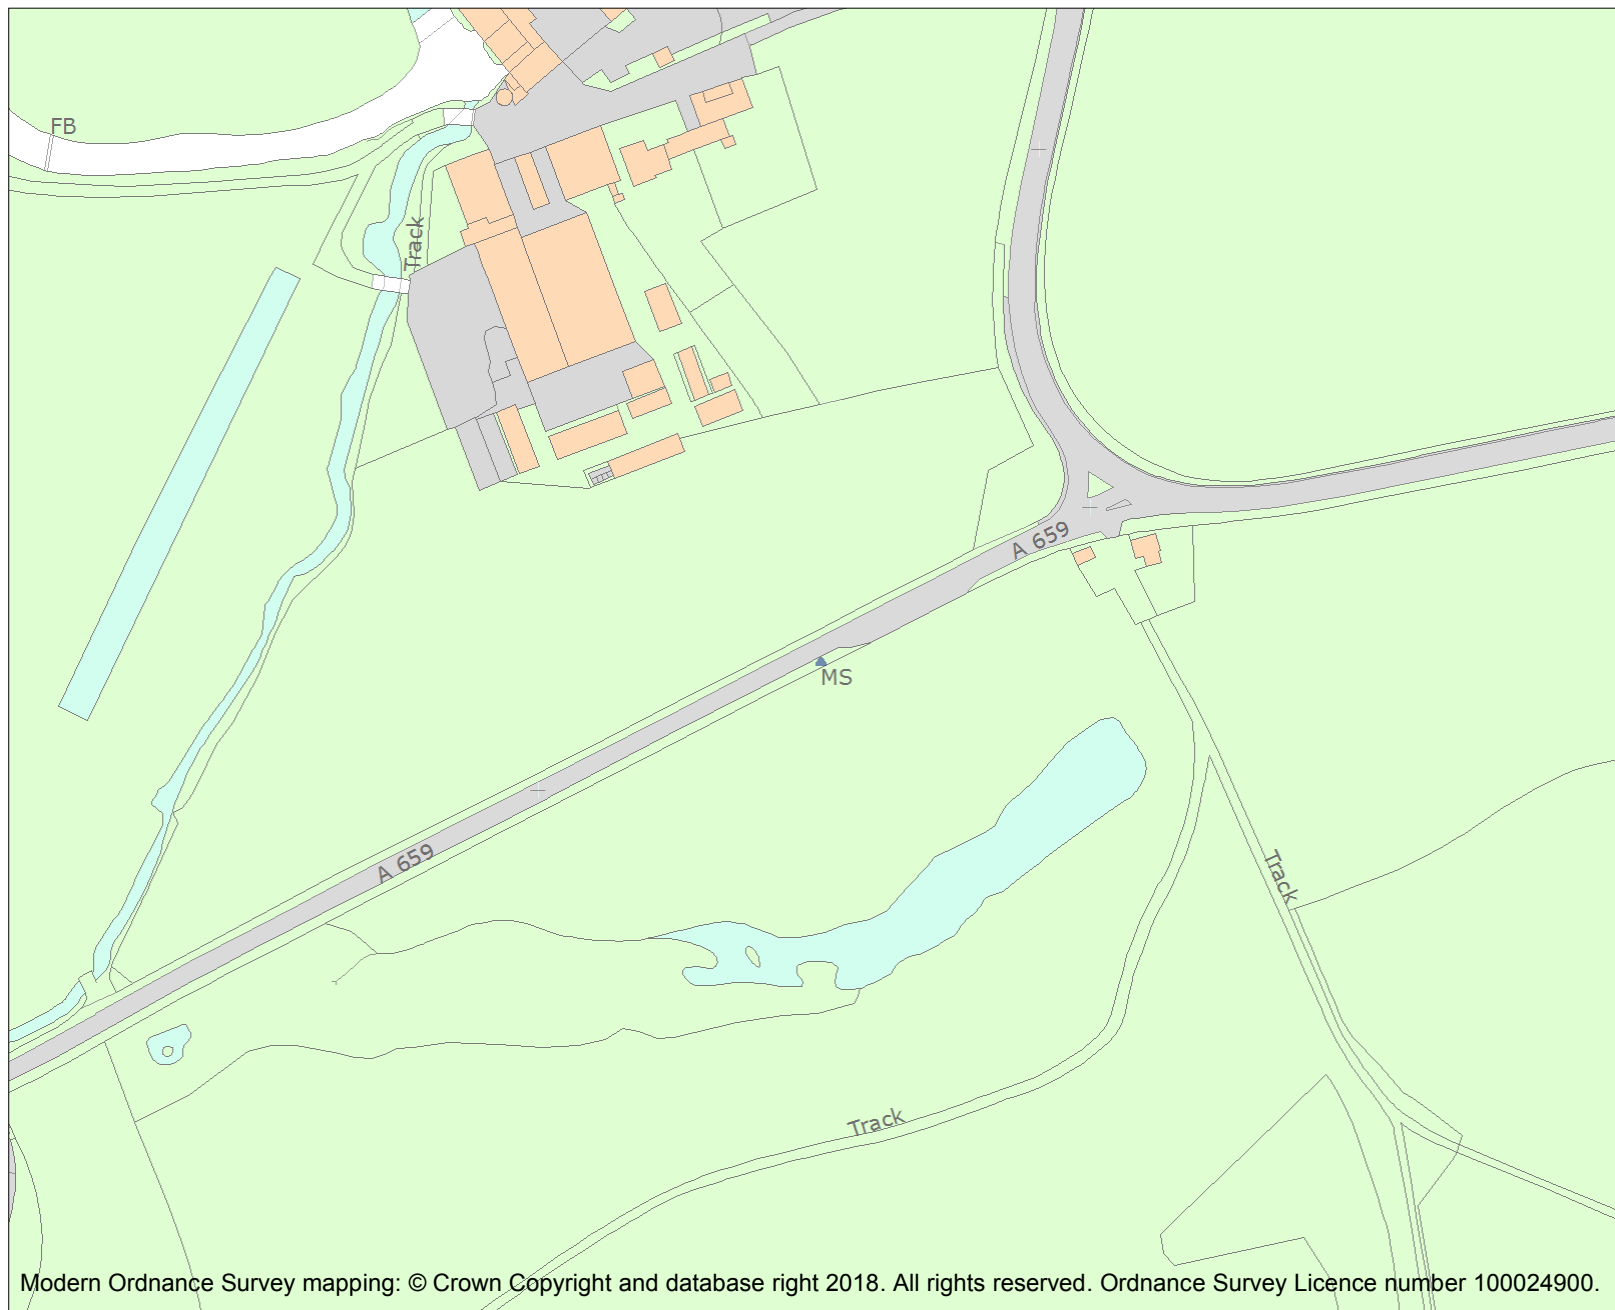 FB
Track
A 659
MS
A 659
Track
Track
Modern Ordnance Survey mapping: © Crown Copyright and database right 2018. All rights reserved. Ordnance Survey Licence number 100024900.